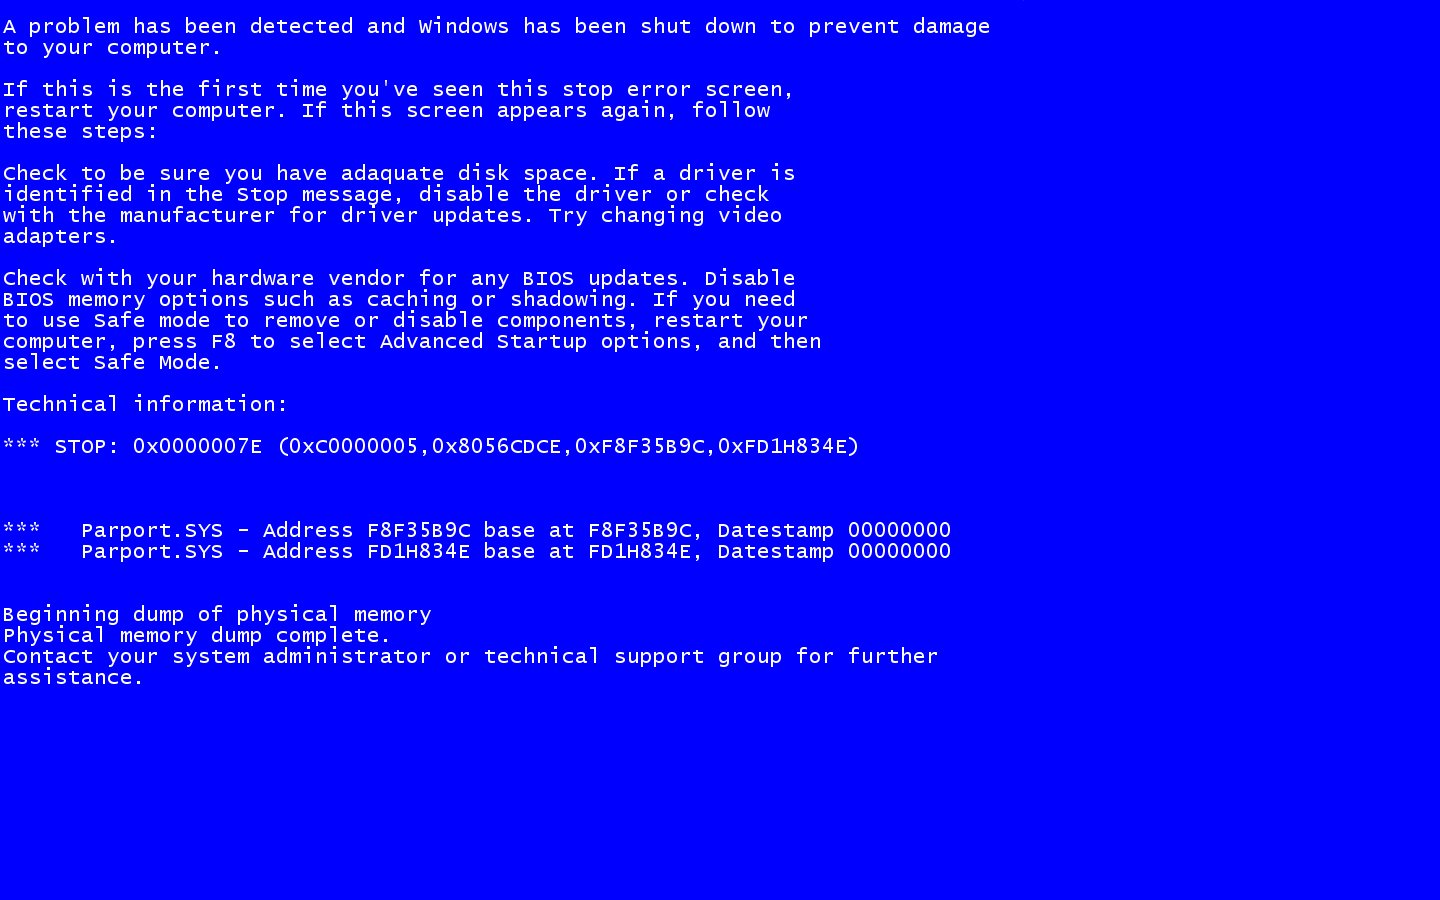 A problem has been detected and Windows has been shut down to prevent damage
to your computer.
If this is the first time you've seen this stop error screen,
restart your computer. If this screen appears again, follow
these steps:
Check to be sure you have adaquate disk space. If a driver is
identified in the Stop message, disable the driver or check
with the manufacturer for driver updates. Try changing video
adapters.
Check with your hardware vendor for any BIOS updates. Disable
BIOS memory options such as caching or shadowing. If you need
to use Safe mode to remove or disable components, restart your
computer, press F8 to select Advanced Startup options, and then
select Safe Mode.
Technical information:
*** STOP: 0x0000007E (0xC0000005,0x8056CDCE,0xF8F35B9C,0xFD1H834E)
***   Parport.SYS – Address F8F35B9C base at F8F35B9C, Datestamp 00000000
***   Parport.SYS – Address FD1H834E base at FD1H834E, Datestamp 00000000
Beginning dump of physical memory
Physical memory dump complete.
Contact your system administrator or technical support group for further
assistance.